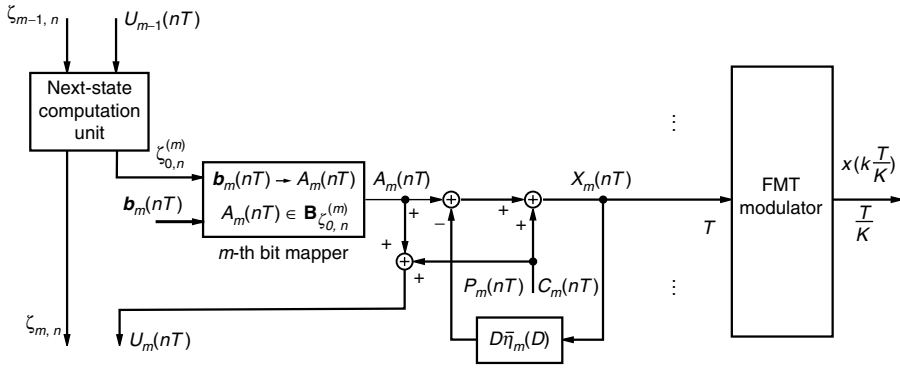 ζ_{m−1, n}
U_{m−1}(nT)
Next-state
computation
unit
ζ_{0,n}^{(m)}
b_m(nT)
b_m(nT) → A_m(nT)
A_m(nT) ∈ B_{ζ_{0, n}^{(m)}}
m-th bit mapper
A_m(nT)
+
−
+
+
+
+
X_m(nT)
P_m(nT)
C_m(nT)
Dη̄_m(D)
⋮
⋮
T
FMT
modulator
x(k T/K)
T/K
ζ_{m, n}
U_m(nT)